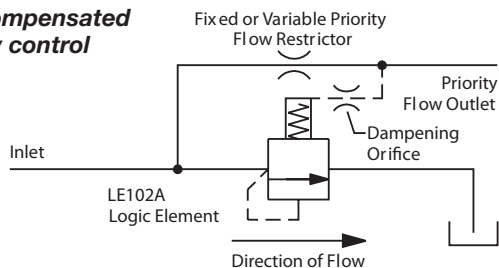 ompensated
control
Fixed or Variable Priority
Flow Restrictor
Priority
Flow Outlet
Dampening
Orifice
Inlet
LE102A
Logic Element
Direction of Flow